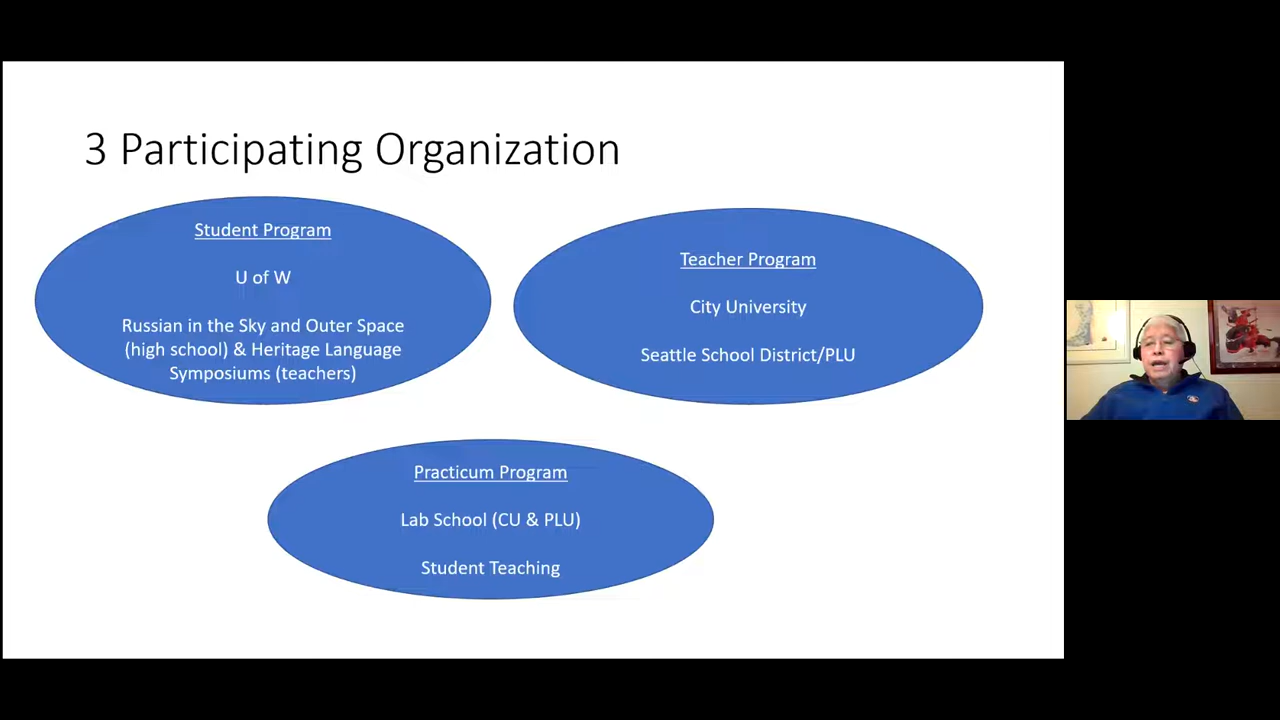 3 Participating Organization
Student Program
U of W
Russian in the Sky and Outer Space
(high school) & Heritage Language
Symposiums (teachers)
Teacher Program
City University
Seattle School District/PLU
Practicum Program
Lab School (CU & PLU)
Student Teaching